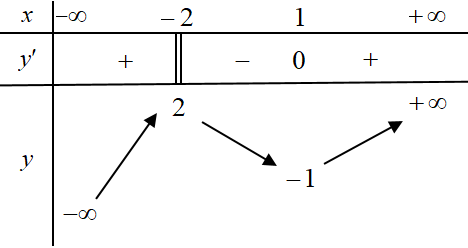 x −∞ −2 1 +∞
y′ + − 0 +
2 +∞
y −1
−∞